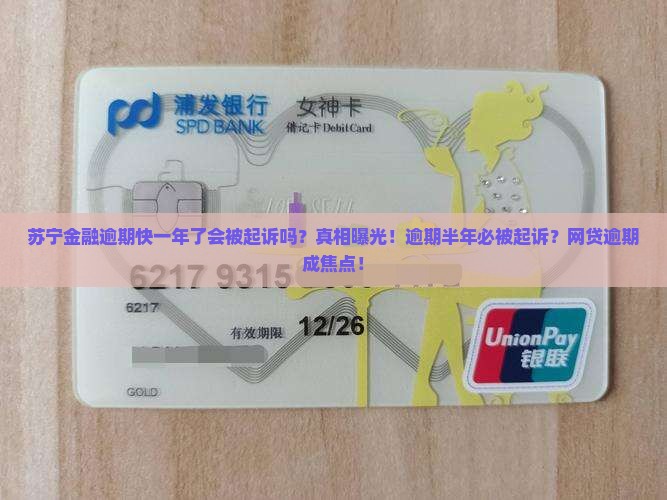 浦发银行
SPD BANK
女神卡
借记卡 Debit Card
苏宁金融逾期快一年了会被起诉吗？真相曝光！逾期半年必被起诉？网贷逾期
成焦点！
6217 9315
6217
有效期限 12/26
GOLD
UnionPay
银联